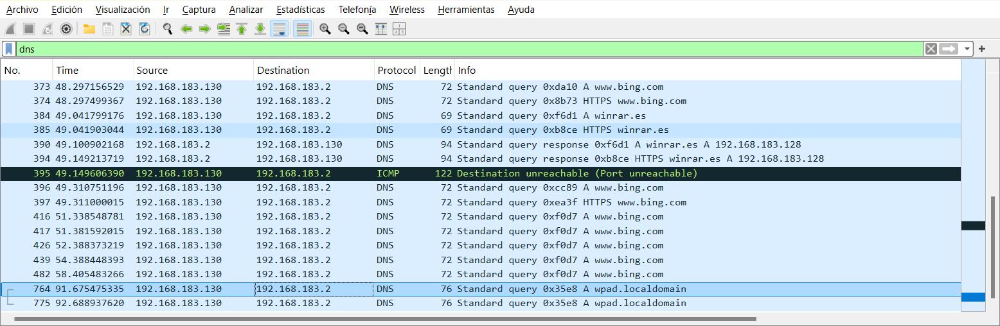 Archivo Edición Visualización Ir Captura Analizar Estadísticas Telefonía Wireless Herramientas Ayuda
dns
No. Time Source Destination Protocol Length Info
373 48.297156529 192.168.183.130 192.168.183.2 DNS 72 Standard query 0xda10 A www.bing.com
374 48.297499367 192.168.183.130 192.168.183.2 DNS 72 Standard query 0x8b73 HTTPS www.bing.com
384 49.041799176 192.168.183.130 192.168.183.2 DNS 69 Standard query 0xf6d1 A winrar.es
385 49.041903044 192.168.183.130 192.168.183.2 DNS 69 Standard query 0xb8ce HTTPS winrar.es
390 49.100902168 192.168.183.2 192.168.183.130 DNS 94 Standard query response 0xf6d1 A winrar.es A 192.168.183.128
394 49.149213719 192.168.183.2 192.168.183.130 DNS 94 Standard query response 0xb8ce HTTPS winrar.es A 192.168.183.128
395 49.149606390 192.168.183.130 192.168.183.2 ICMP 122 Destination unreachable (Port unreachable)
396 49.310751196 192.168.183.130 192.168.183.2 DNS 72 Standard query 0xcc89 A www.bing.com
397 49.311000015 192.168.183.130 192.168.183.2 DNS 72 Standard query 0xea3f HTTPS www.bing.com
416 51.338548781 192.168.183.130 192.168.183.2 DNS 72 Standard query 0xf0d7 A www.bing.com
417 51.381592015 192.168.183.130 192.168.183.2 DNS 72 Standard query 0xf0d7 A www.bing.com
426 52.388373219 192.168.183.130 192.168.183.2 DNS 72 Standard query 0xf0d7 A www.bing.com
439 54.388448393 192.168.183.130 192.168.183.2 DNS 72 Standard query 0xf0d7 A www.bing.com
482 58.405483266 192.168.183.130 192.168.183.2 DNS 72 Standard query 0xf0d7 A www.bing.com
764 91.675475335 192.168.183.130 192.168.183.2 DNS 76 Standard query 0x35e8 A wpad.localdomain
775 92.688937620 192.168.183.130 192.168.183.2 DNS 76 Standard query 0x35e8 A wpad.localdomain